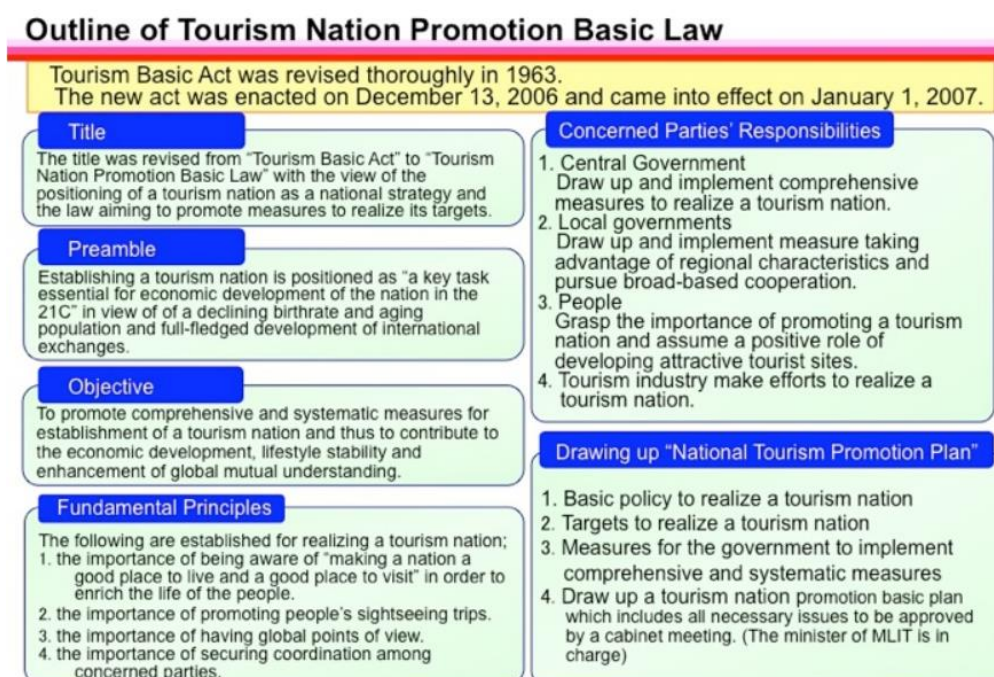 Outline of Tourism Nation Promotion Basic Law
Tourism Basic Act was revised thoroughly in 1963.
The new act was enacted on December 13, 2006 and came into effect on January 1, 2007.
Title
The title was revised from "Tourism Basic Act" to "Tourism
Nation Promotion Basic Law" with the view of the
positioning of a tourism nation as a national strategy and
the law aiming to promote measures to realize its targets.
Preamble
Establishing a tourism nation is positioned as "a key task
essential for economic development of the nation in the
21C" in view of of a declining birthrate and aging
population and full-fledged development of international
exchanges.
Objective
To promote comprehensive and systematic measures for
establishment of a tourism nation and thus to contribute to
the economic development, lifestyle stability and
enhancement of global mutual understanding.
Fundamental Principles
The following are established for realizing a tourism nation;
1. the importance of being aware of "making a nation a
good place to live and a good place to visit" in order to
enrich the life of the people.
2. the importance of promoting people's sightseeing trips.
3. the importance of having global points of view.
4. the importance of securing coordination among
concerned parties.
Concerned Parties' Responsibilities
1. Central Government
Draw up and implement comprehensive
measures to realize a tourism nation.
2. Local governments
Draw up and implement measure taking
advantage of regional characteristics and
pursue broad-based cooperation.
3. People
Grasp the importance of promoting a tourism
nation and assume a positive role of
developing attractive tourist sites.
4. Tourism industry make efforts to realize a
tourism nation.
Drawing up "National Tourism Promotion Plan"
1. Basic policy to realize a tourism nation
2. Targets to realize a tourism nation
3. Measures for the government to implement
comprehensive and systematic measures
4. Draw up a tourism nation promotion basic plan
which includes all necessary issues to be approved
by a cabinet meeting. (The minister of MLIT is in
charge)